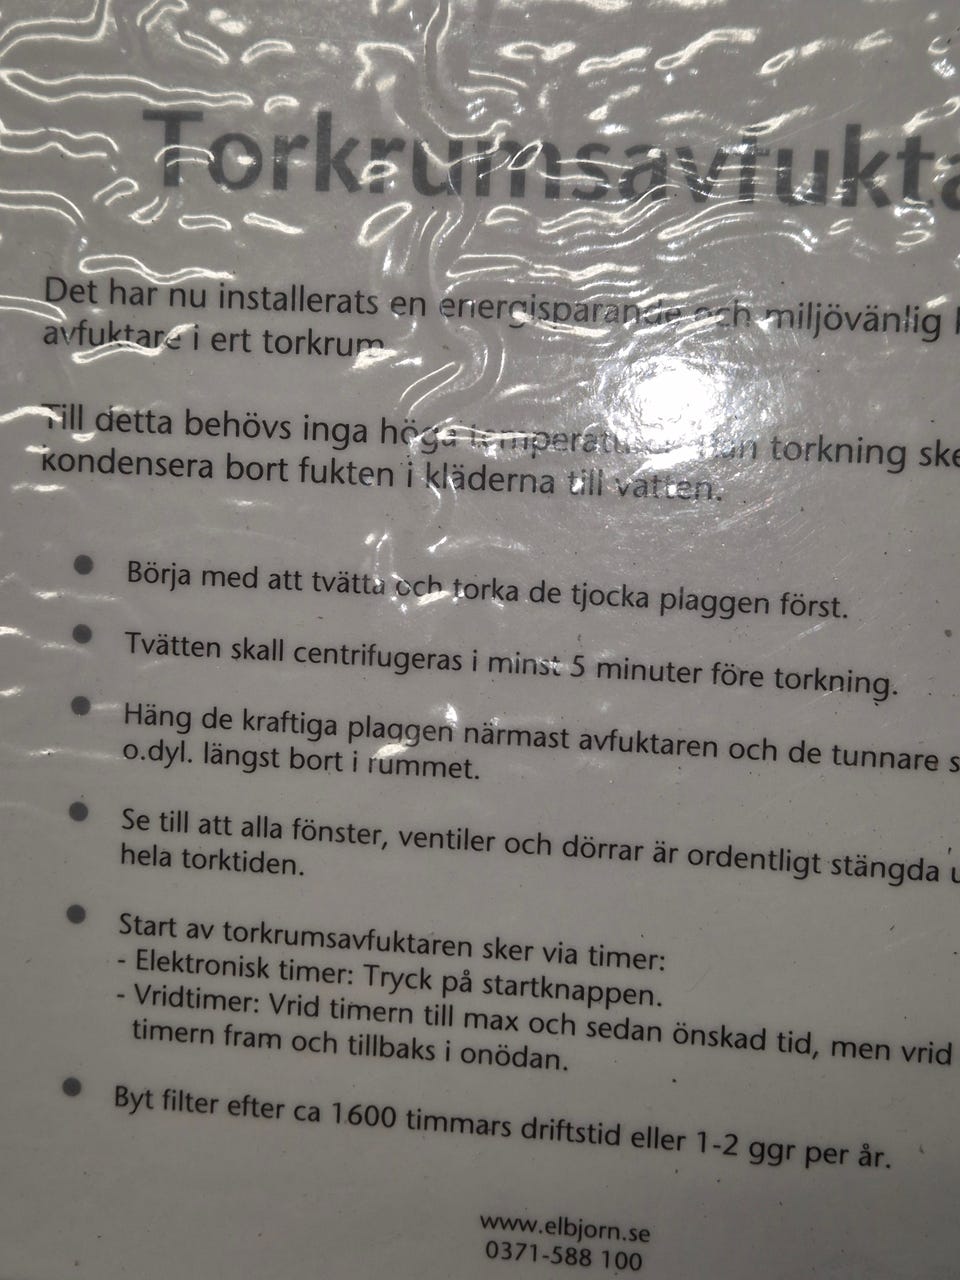 Torkrumsavfukta
Det har nu installerats en energisparande och miljövänlig
avfuktare i ert torkrum.
Till detta behövs inga höga temperaturer utan torkning ske
kondensera bort fukten i kläderna till vatten.
• Börja med att tvätta och torka de tjocka plaggen först.
• Tvätten skall centrifugeras i minst 5 minuter före torkning.
• Häng de kraftiga plaggen närmast avfuktaren och de tunnare s
o.dyl. längst bort i rummet.
• Se till att alla fönster, ventiler och dörrar är ordentligt stängda u
hela torktiden.
• Start av torkrumsavfuktaren sker via timer:
- Elektronisk timer: Tryck på startknappen.
- Vridtimer: Vrid timern till max och sedan önskad tid, men vrid
timern fram och tillbaks i onödan.
• Byt filter efter ca 1600 timmars driftstid eller 1-2 ggr per år.
www.elbjorn.se
0371-588 100